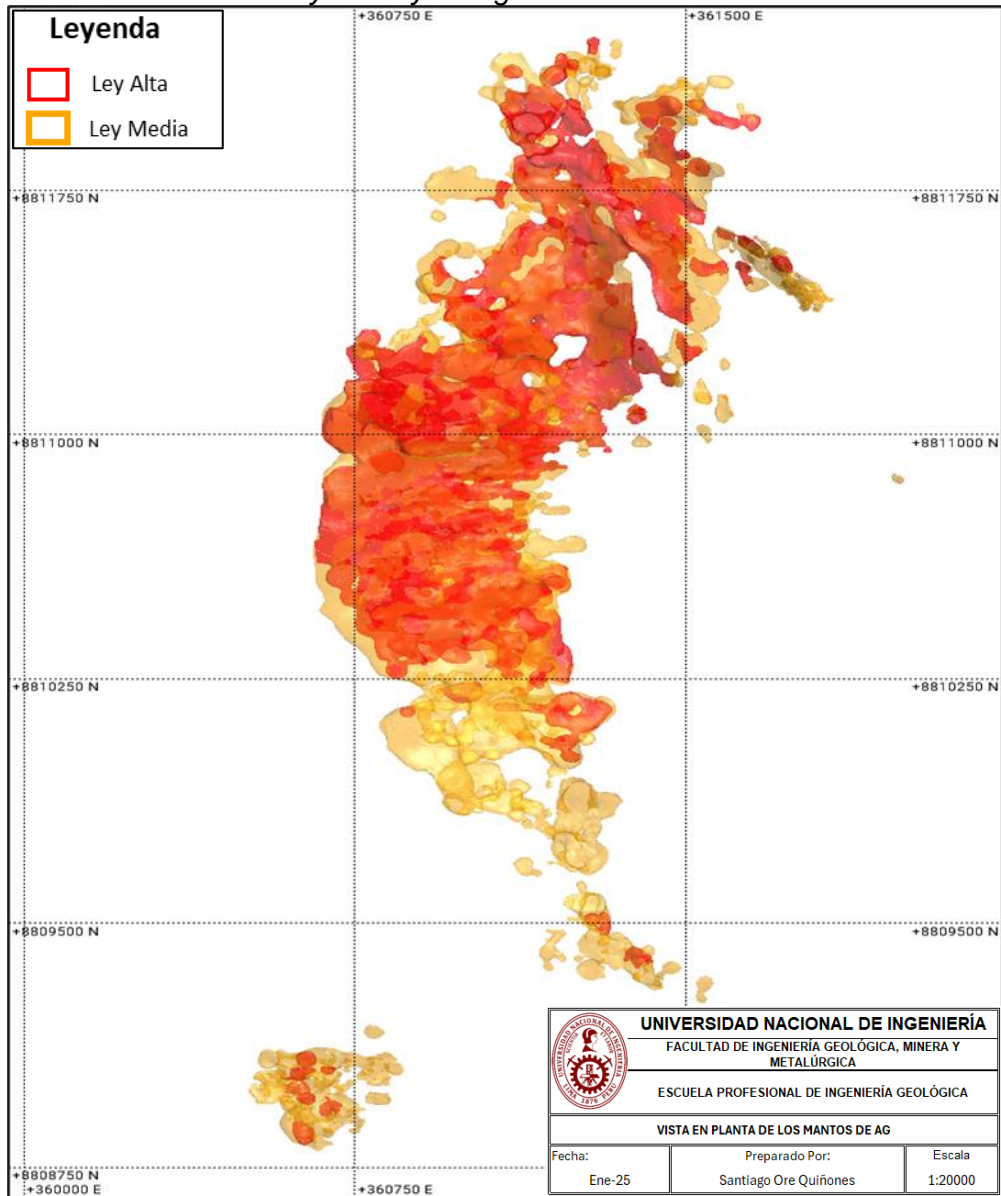 +360750 E
+361500 E
Leyenda
Ley Alta
Ley Media
+8811750 N
+8811750 N
+8811000 N
+8811000 N
+8810250 N
+8810250 N
+8809500 N
+8809500 N
UNIVERSIDAD NACIONAL DE INGENIERÍA
FACULTAD DE INGENIERÍA GEOLÓGICA, MINERA Y
METALÚRGICA
ESCUELA PROFESIONAL DE INGENIERÍA GEOLÓGICA
VISTA EN PLANTA DE LOS MANTOS DE AG
Fecha:
Preparado Por:
Escala
Ene-25
Santiago Ore Quiñones
1:20000
+8808750 N
+360000 E
+360750 E